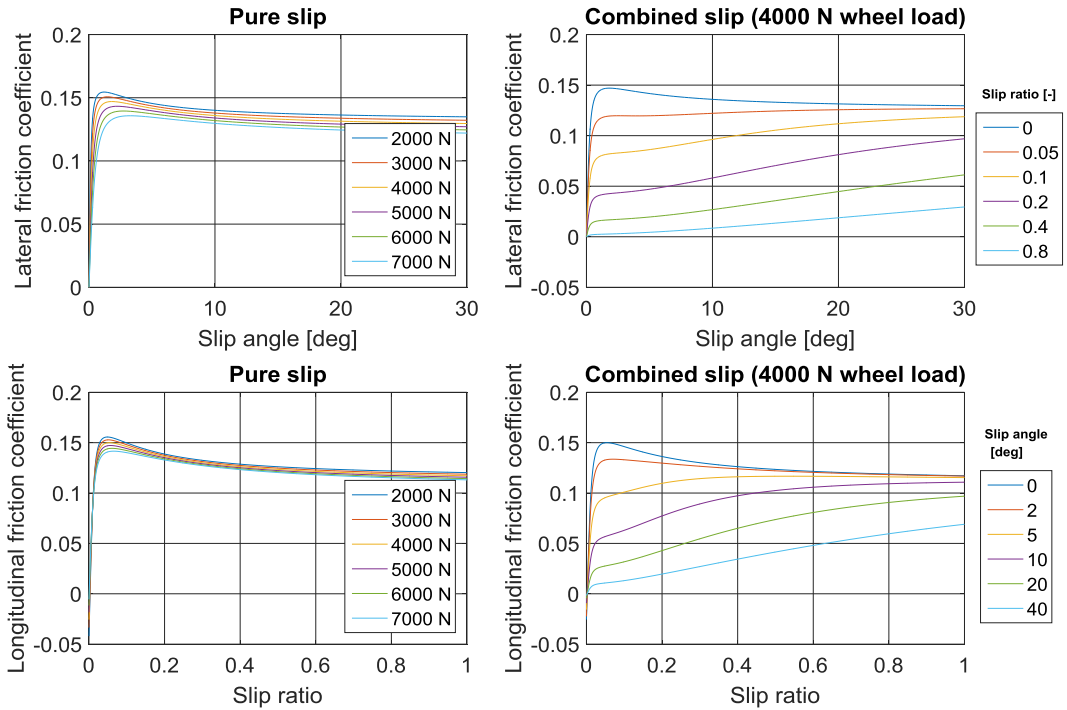 Pure slip
Lateral friction coefficient
0.2
0.15
0.1
0.05
0
0
10
20
30
Slip angle [deg]
2000 N
3000 N
4000 N
5000 N
6000 N
7000 N
Combined slip (4000 N wheel load)
Lateral friction coefficient
0.2
0.15
0.1
0.05
0
-0.05
0
10
20
30
Slip angle [deg]
Slip ratio [-]
0
0.05
0.1
0.2
0.4
0.8
Pure slip
Longitudinal friction coefficient
0.2
0.15
0.1
0.05
0
-0.05
0
0.2
0.4
0.6
0.8
1
Slip ratio
2000 N
3000 N
4000 N
5000 N
6000 N
7000 N
Combined slip (4000 N wheel load)
Longitudinal friction coefficient
0.2
0.15
0.1
0.05
0
-0.05
0
0.2
0.4
0.6
0.8
1
Slip ratio
Slip angle
[deg]
0
2
5
10
20
40